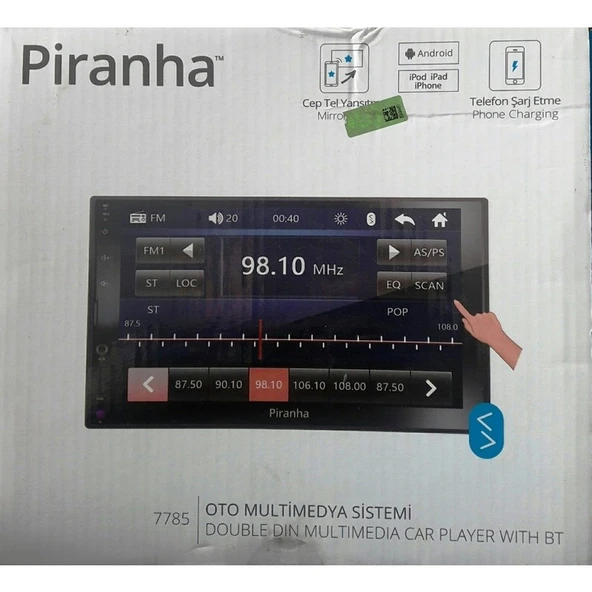 Piranha™
Android
iPod iPad
iPhone
Cep Tel
Telefon Şarj Etme
Phone Charging
FM 20 00:40
FM1 98.10 MHz AS/PS
ST LOC EQ SCAN
ST POP
87.5 108.0
87.50 90.10 98.10 106.10 108.00 87.50
Piranha
7785 OTO MULTİMEDYA SİSTEMİ
DOUBLE DIN MULTIMEDIA CAR PLAYER WITH BT